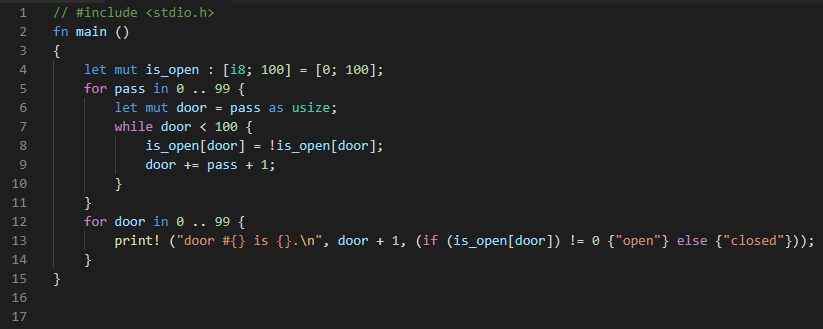 1 // #include <stdio.h>
2 fn main ()
3 {
4     let mut is_open : [i8; 100] = [0; 100];
5     for pass in 0 .. 99 {
6         let mut door = pass as usize;
7         while door < 100 {
8             is_open[door] = !is_open[door];
9             door += pass + 1;
10         }
11     }
12     for door in 0 .. 99 {
13         print! ("door #{} is {}.\n", door + 1, (if (is_open[door]) != 0 {"open"} else {"closed"}));
14     }
15 }
16
17